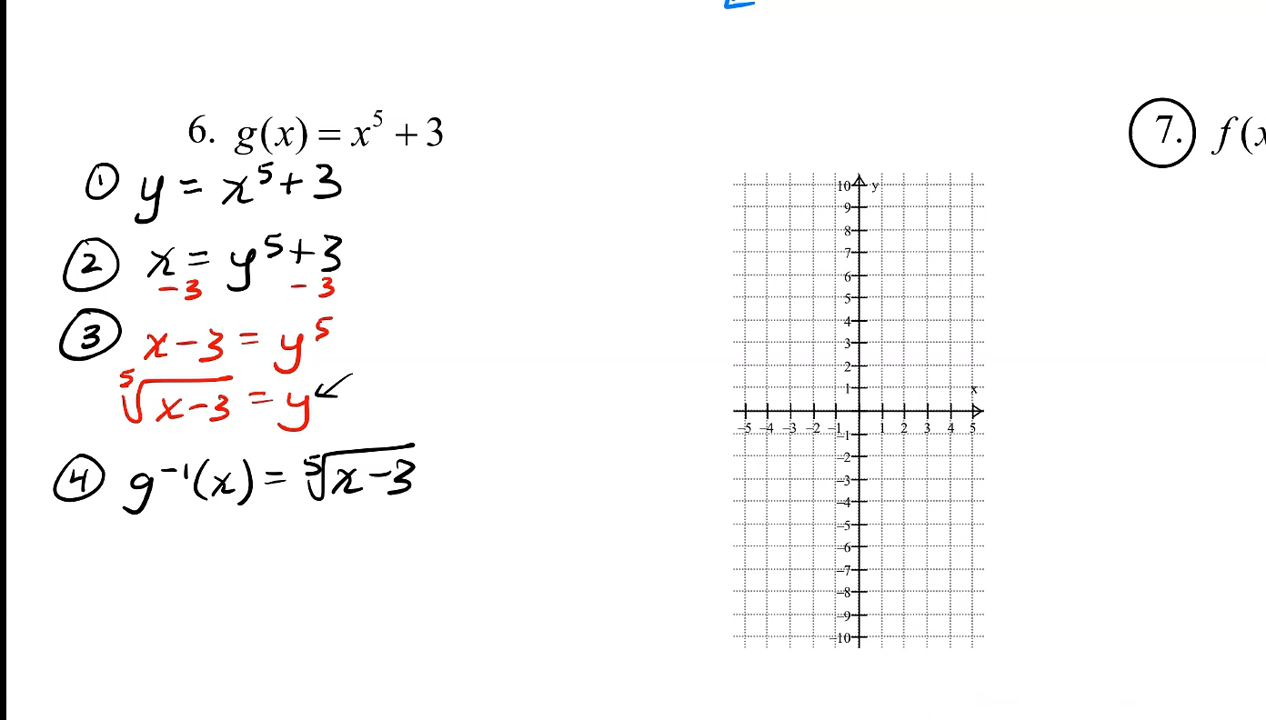 6. g(x) = x⁵ + 3
① y = x⁵ + 3
② x = y⁵ + 3
-3 -3
③ x - 3 = y⁵
⁵√(x-3) = y
④ g⁻¹(x) = ⁵√(x-3)
7. f(x
y
10
9
8
7
6
5
4
3
2
1
x
-5 -4 -3 -2 -1 1 2 3 4 5
-1
-2
-3
-4
-5
-6
-7
-8
-9
-10